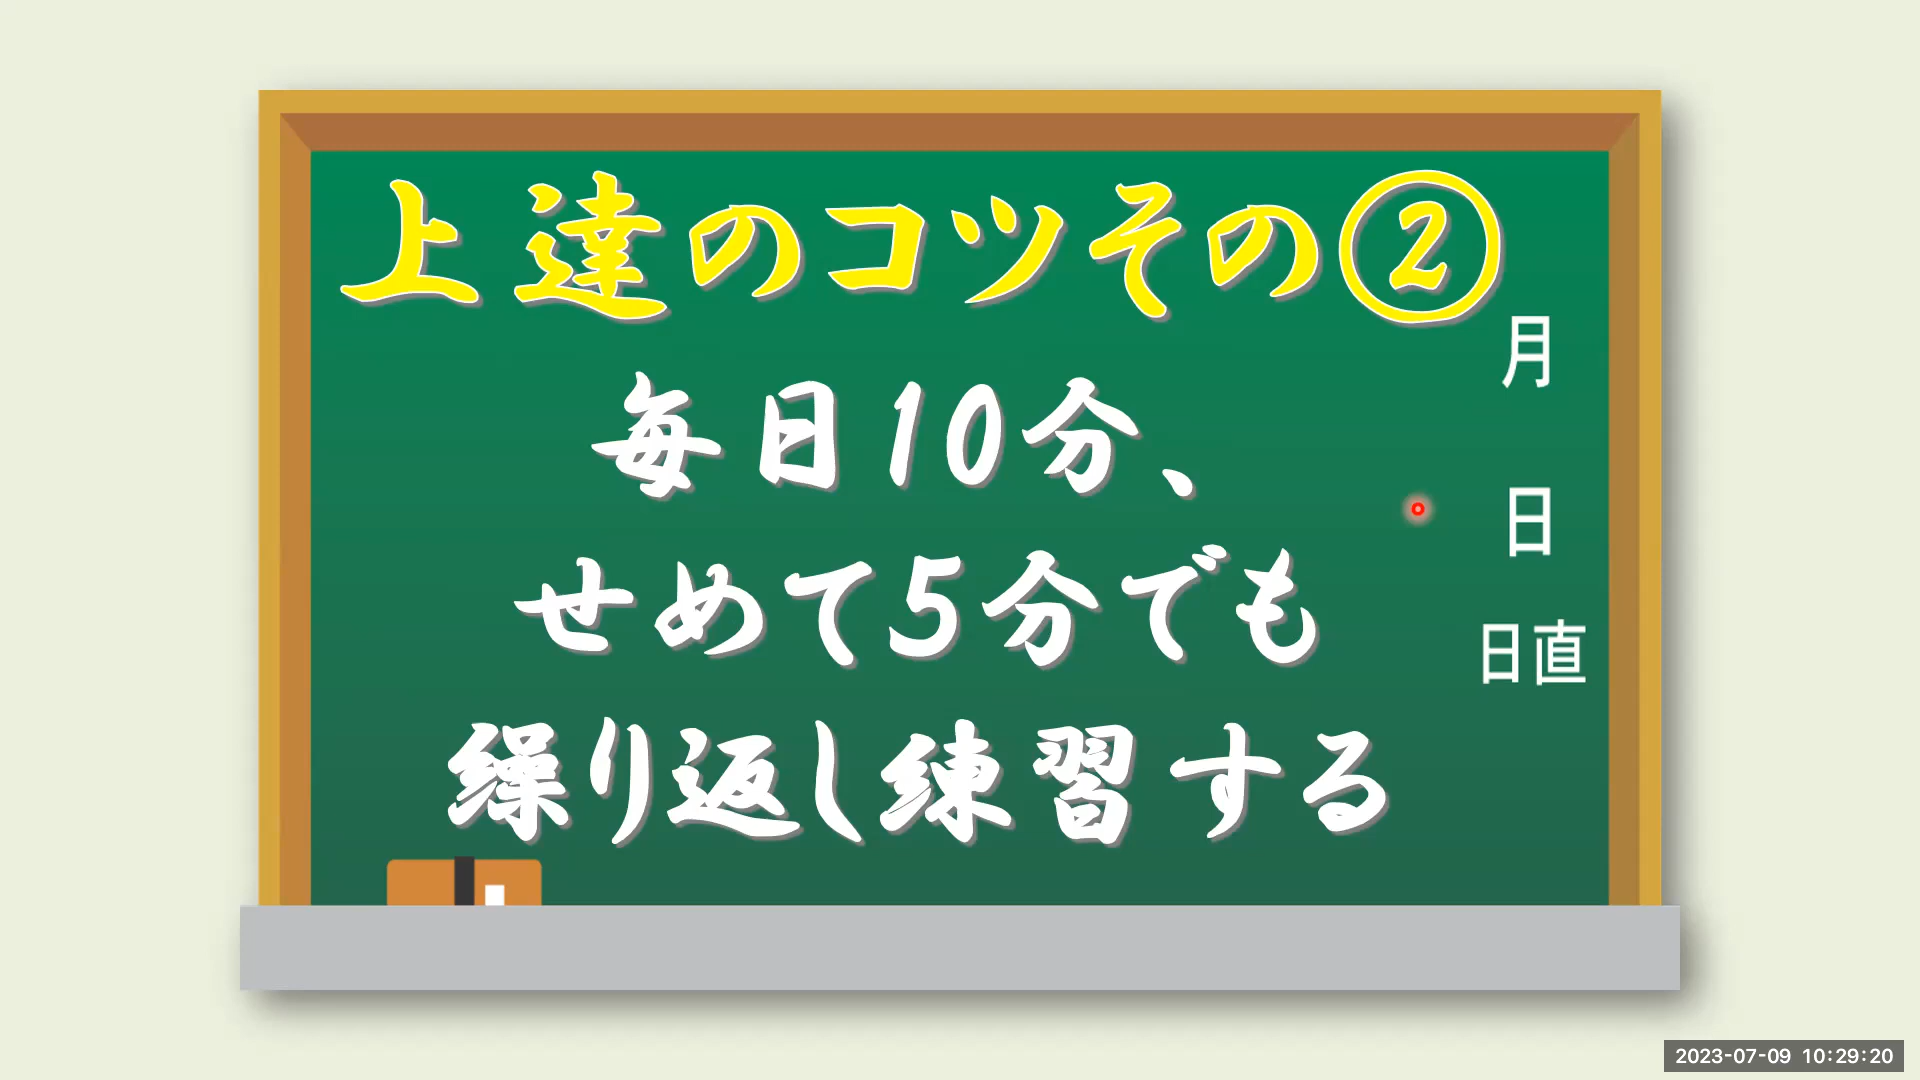 上達のコツその②
毎日10分、
せめて5分でも
繰り返し練習する
月
日
日直
2023-07-09 10:29:20